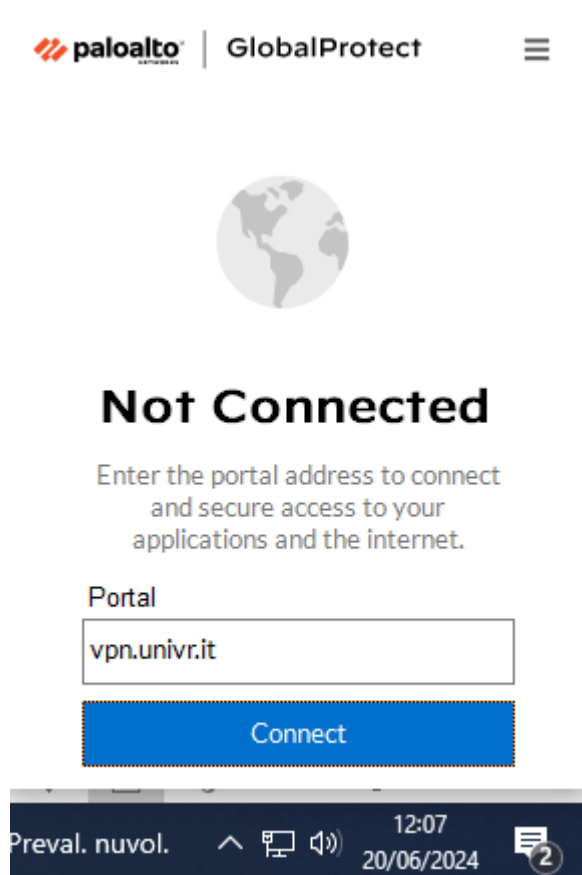 paloalto GlobalProtect
NETWORKS
Not Connected
Enter the portal address to connect
and secure access to your
applications and the internet.
Portal
vpn.univr.it
Connect
Preval. nuvol. 12:07
20/06/2024
2